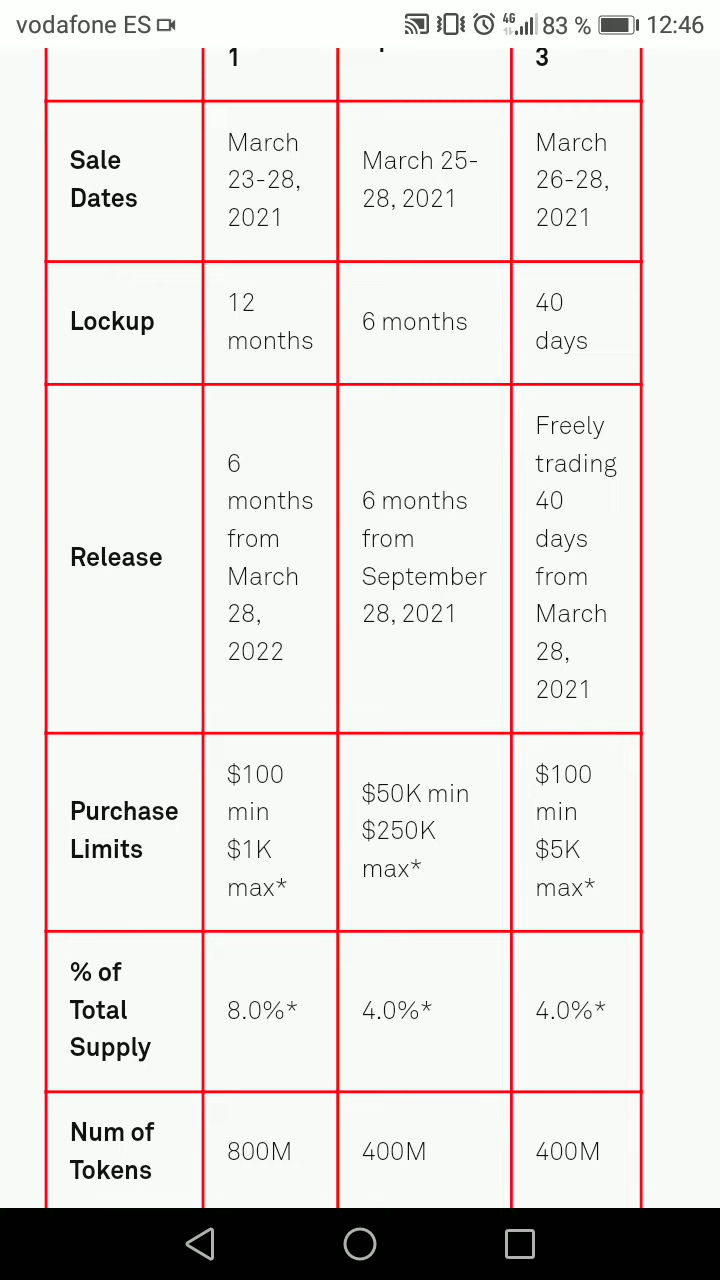 vodafone ES 4G 83 % 12:46
1 3
Sale
Dates
March
23-28,
2021
March 25-
28, 2021
March
26-28,
2021
Lockup
12
months
6 months
40
days
Release
6
months
from
March
28,
2022
6 months
from
September
28, 2021
Freely
trading
40
days
from
March
28,
2021
Purchase
Limits
$100
min
$1K
max*
$50K min
$250K
max*
$100
min
$5K
max*
% of
Total
Supply
8.0%*
4.0%*
4.0%*
Num of
Tokens
800M
400M
400M